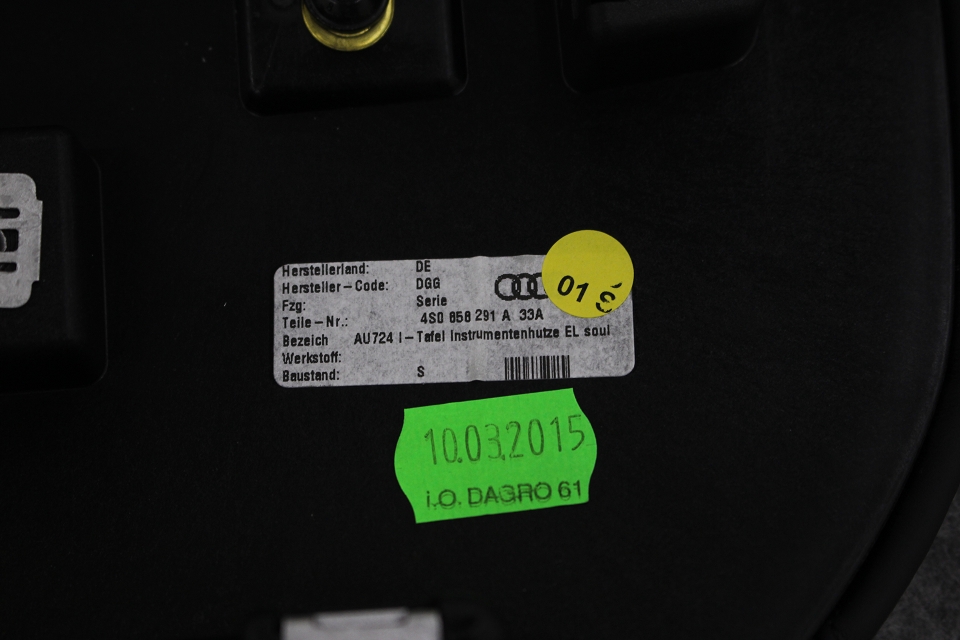 Herstellerland: DE
Hersteller-Code: DGG
Fzg: Serie
Teile-Nr.: 4S0 858 291 A 33A
Bezeich AU724 I-Tafel Instrumentenhutze EL soul
Werkstoff:
Baustand: S
01 S
10.03.2015
i.O. DAGRO 61